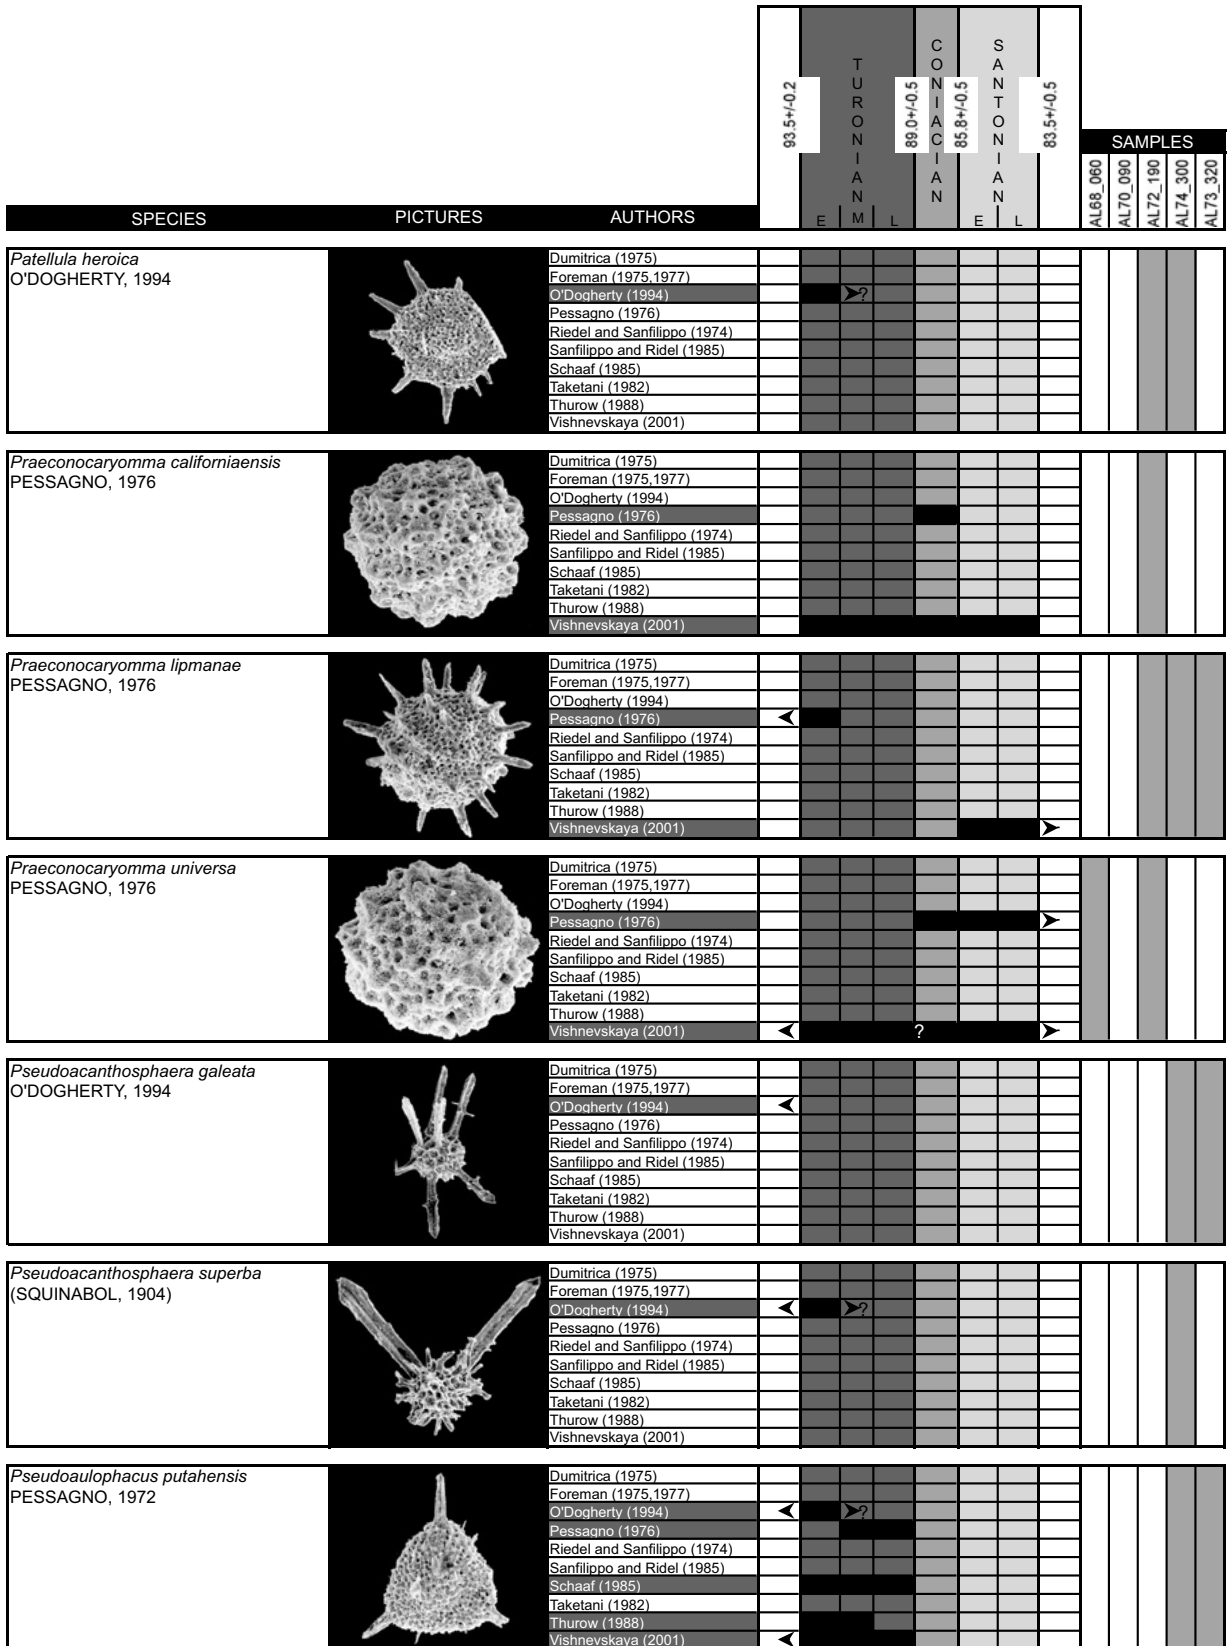 TURONIAN
CONIACIAN
SANTONIAN
93.5+/-0.2
89.0+/-0.5
85.8+/-0.5
83.5+/-0.5
SAMPLES
AL68_060
AL70_090
AL72_190
AL74_300
AL73_320
SPECIES PICTURES AUTHORS E M L E L
Patellula heroica
O'DOGHERTY, 1994
Dumitrica (1975)
Foreman (1975,1977)
O'Dogherty (1994) ?
Pessagno (1976)
Riedel and Sanfilippo (1974)
Sanfilippo and Ridel (1985)
Schaaf (1985)
Taketani (1982)
Thurow (1988)
Vishnevskaya (2001)
Praeconocaryomma californiaensis
PESSAGNO, 1976
Dumitrica (1975)
Foreman (1975,1977)
O'Dogherty (1994)
Pessagno (1976)
Riedel and Sanfilippo (1974)
Sanfilippo and Ridel (1985)
Schaaf (1985)
Taketani (1982)
Thurow (1988)
Vishnevskaya (2001)
Praeconocaryomma lipmanae
PESSAGNO, 1976
Dumitrica (1975)
Foreman (1975,1977)
O'Dogherty (1994)
Pessagno (1976)
Riedel and Sanfilippo (1974)
Sanfilippo and Ridel (1985)
Schaaf (1985)
Taketani (1982)
Thurow (1988)
Vishnevskaya (2001)
Praeconocaryomma universa
PESSAGNO, 1976
Dumitrica (1975)
Foreman (1975,1977)
O'Dogherty (1994)
Pessagno (1976)
Riedel and Sanfilippo (1974)
Sanfilippo and Ridel (1985)
Schaaf (1985)
Taketani (1982)
Thurow (1988)
Vishnevskaya (2001) ?
Pseudoacanthosphaera galeata
O'DOGHERTY, 1994
Dumitrica (1975)
Foreman (1975,1977)
O'Dogherty (1994)
Pessagno (1976)
Riedel and Sanfilippo (1974)
Sanfilippo and Ridel (1985)
Schaaf (1985)
Taketani (1982)
Thurow (1988)
Vishnevskaya (2001)
Pseudoacanthosphaera superba
(SQUINABOL, 1904)
Dumitrica (1975)
Foreman (1975,1977)
O'Dogherty (1994) ?
Pessagno (1976)
Riedel and Sanfilippo (1974)
Sanfilippo and Ridel (1985)
Schaaf (1985)
Taketani (1982)
Thurow (1988)
Vishnevskaya (2001)
Pseudoaulophacus putahensis
PESSAGNO, 1972
Dumitrica (1975)
Foreman (1975,1977)
O'Dogherty (1994) ?
Pessagno (1976)
Riedel and Sanfilippo (1974)
Sanfilippo and Ridel (1985)
Schaaf (1985)
Taketani (1982)
Thurow (1988)
Vishnevskaya (2001)